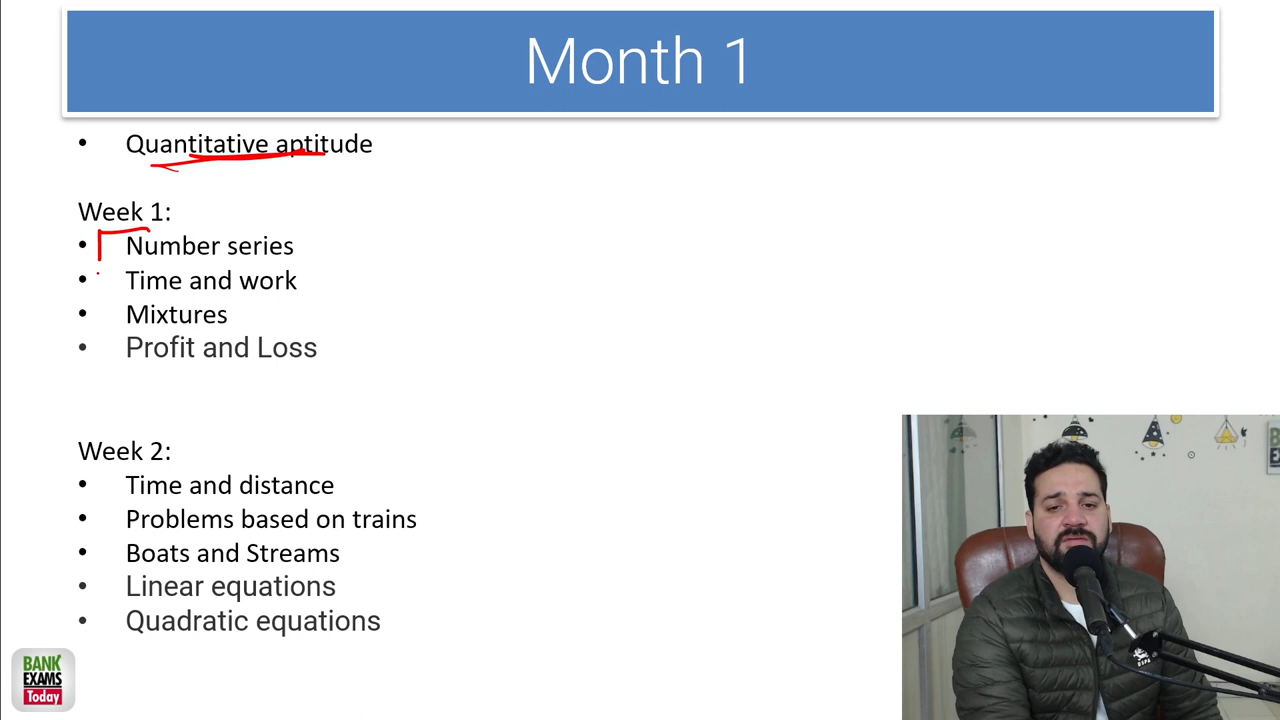 Month 1
• Quantitative aptitude
Week 1:
• Number series
• Time and work
• Mixtures
• Profit and Loss
Week 2:
• Time and distance
• Problems based on trains
• Boats and Streams
• Linear equations
• Quadratic equations
BANK
EXAMS
Today